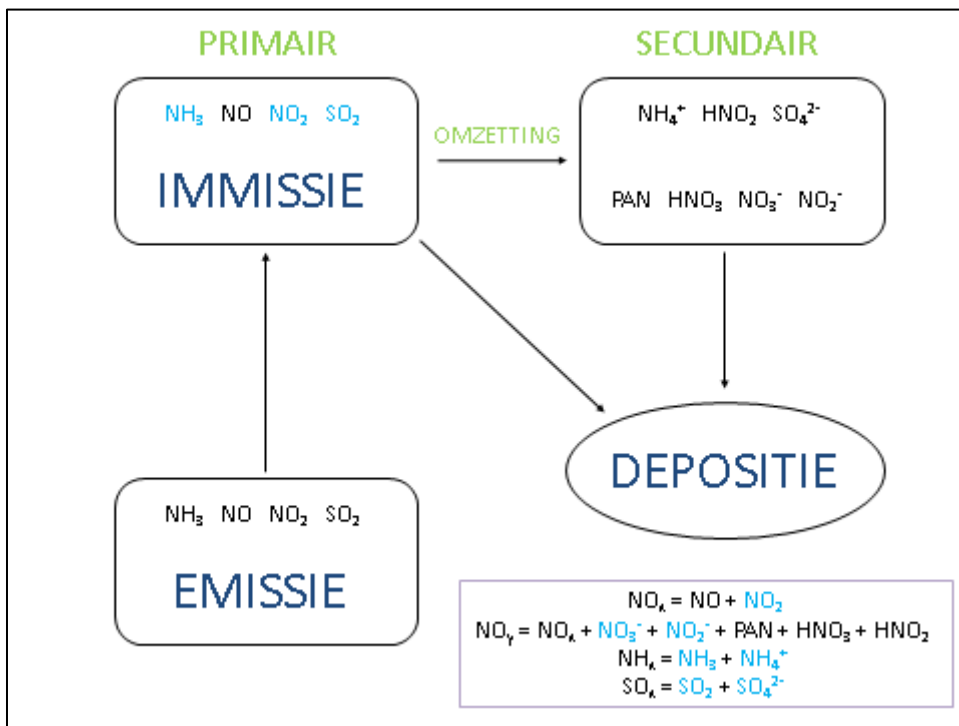 PRIMAIR
SECUNDAIR
NH₃ NO NO₂ SO₂
IMMISSIE
OMZETTING
NH₄⁺ HNO₂ SO₄²⁻
PAN HNO₃ NO₃⁻ NO₂⁻
DEPOSITIE
NH₃ NO NO₂ SO₂
EMISSIE
NOₓ = NO + NO₂
NOᵧ = NOₓ + NO₃⁻ + NO₂⁻ + PAN + HNO₃ + HNO₂
NHₓ = NH₃ + NH₄⁺
SOₓ = SO₂ + SO₄²⁻